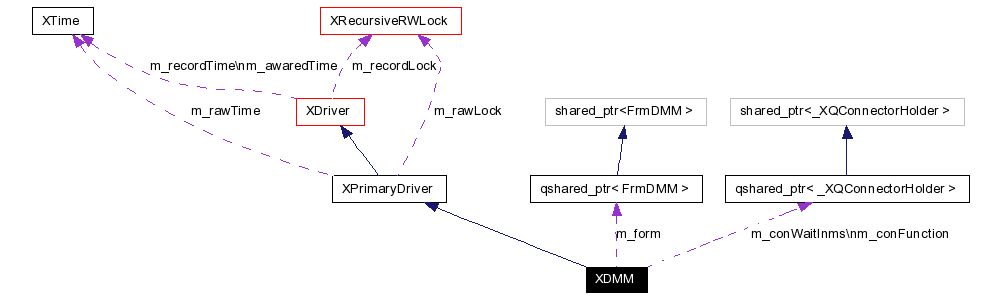 XTime
XRecursiveRWLock
m_recordTime\nm_awaredTime
m_recordLock
m_rawTime
XDriver
m_rawLock
shared_ptr<FrmDMM >
shared_ptr<_XQConnectorHolder >
XPrimaryDriver
qshared_ptr< FrmDMM >
qshared_ptr< _XQConnectorHolder >
m_form
m_conWaitInms\nm_conFunction
XDMM